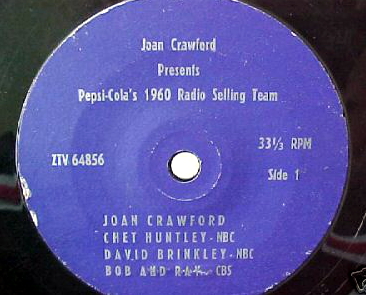 Joan Crawford
Presents
Pepsi-Cola's 1960 Radio Selling Team
ZTV 64856
33⅓ RPM
Side 1
JOAN CRAWFORD
CHET HUNTLEY-NBC
DAVID BRINKLEY-NBC
BOB AND RAY CBS